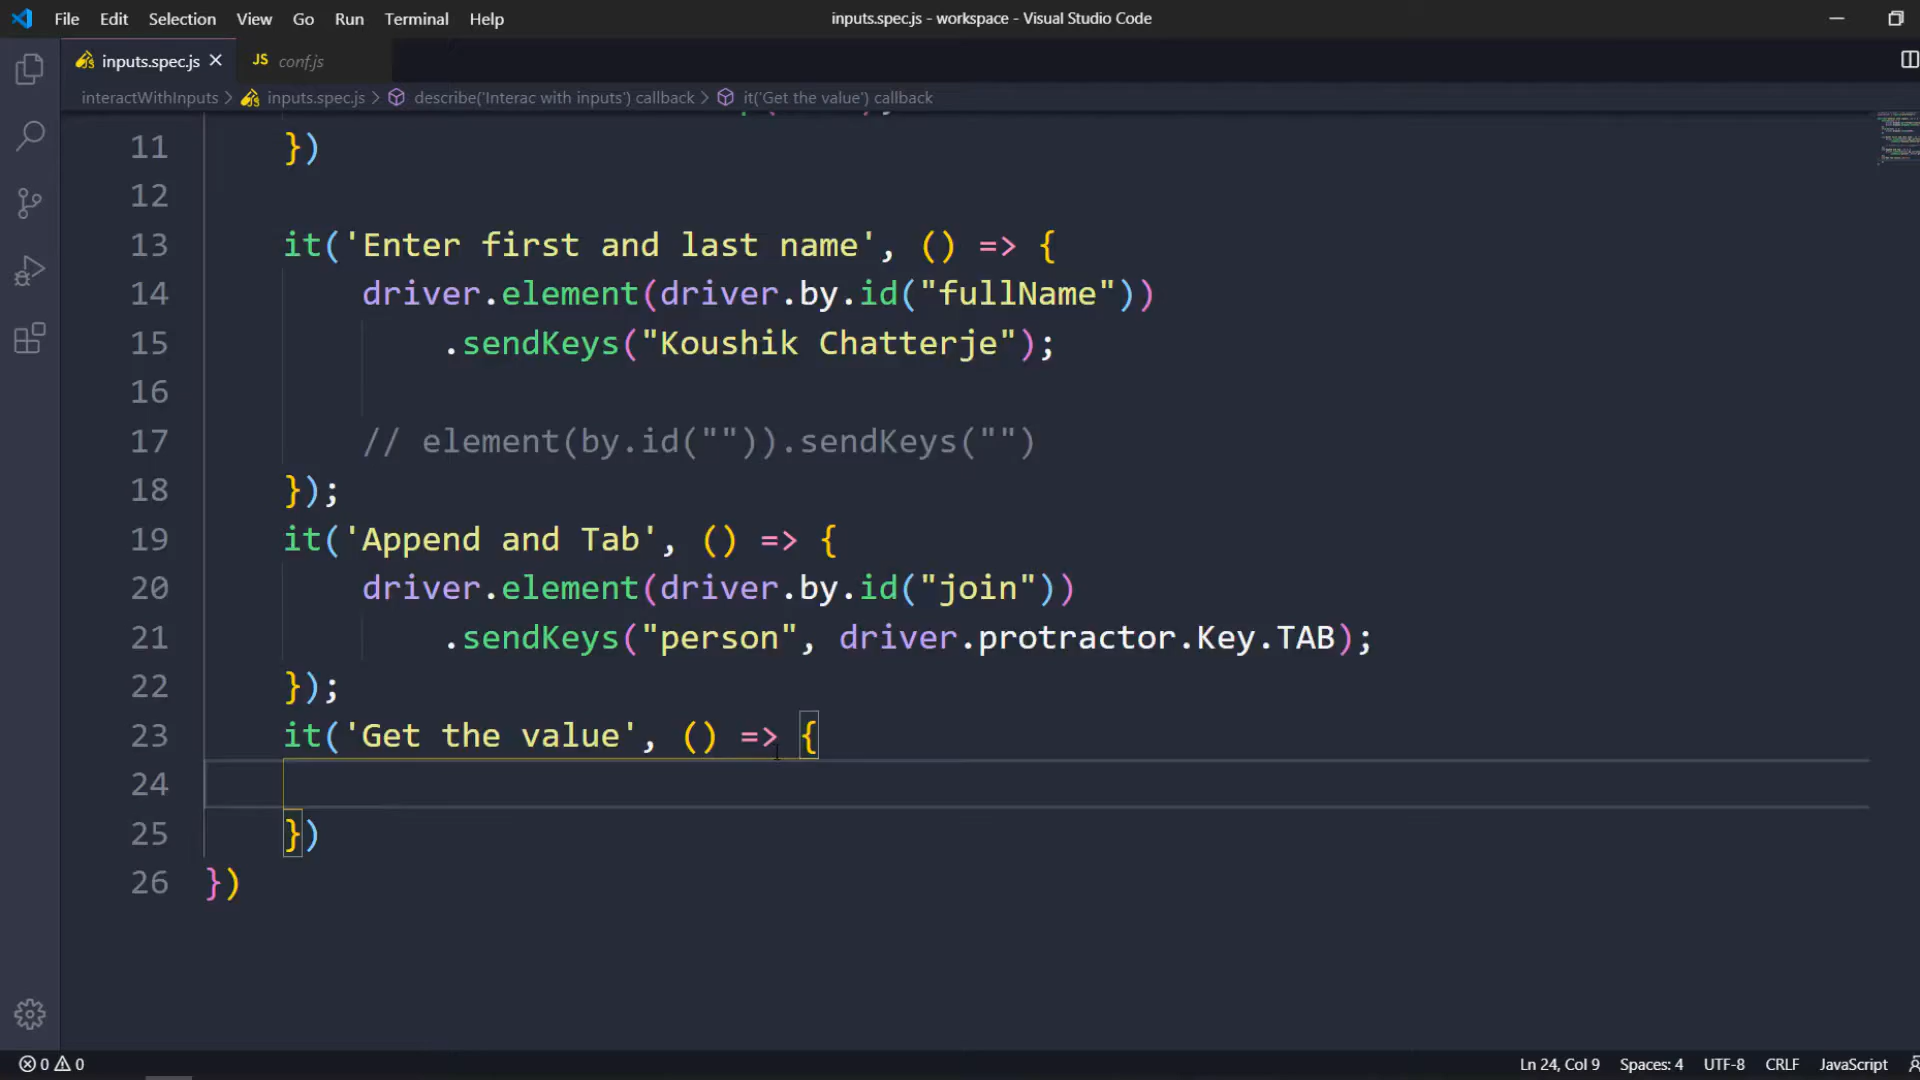 File Edit Selection View Go Run Terminal Help
inputs.spec.js - workspace - Visual Studio Code
inputs.spec.js
JS conf.js
interactWithInputs > inputs.spec.js > describe('Interac with inputs') callback > it('Get the value') callback
11 })
12
13 it('Enter first and last name', () => {
14 driver.element(driver.by.id("fullName"))
15 .sendKeys("Koushik Chatterje");
16
17 // element(by.id("")).sendKeys("")
18 });
19 it('Append and Tab', () => {
20 driver.element(driver.by.id("join"))
21 .sendKeys("person", driver.protractor.Key.TAB);
22 });
23 it('Get the value', () => {
24
25 })
26 })
0 0 Ln 24, Col 9 Spaces: 4 UTF-8 CRLF JavaScript